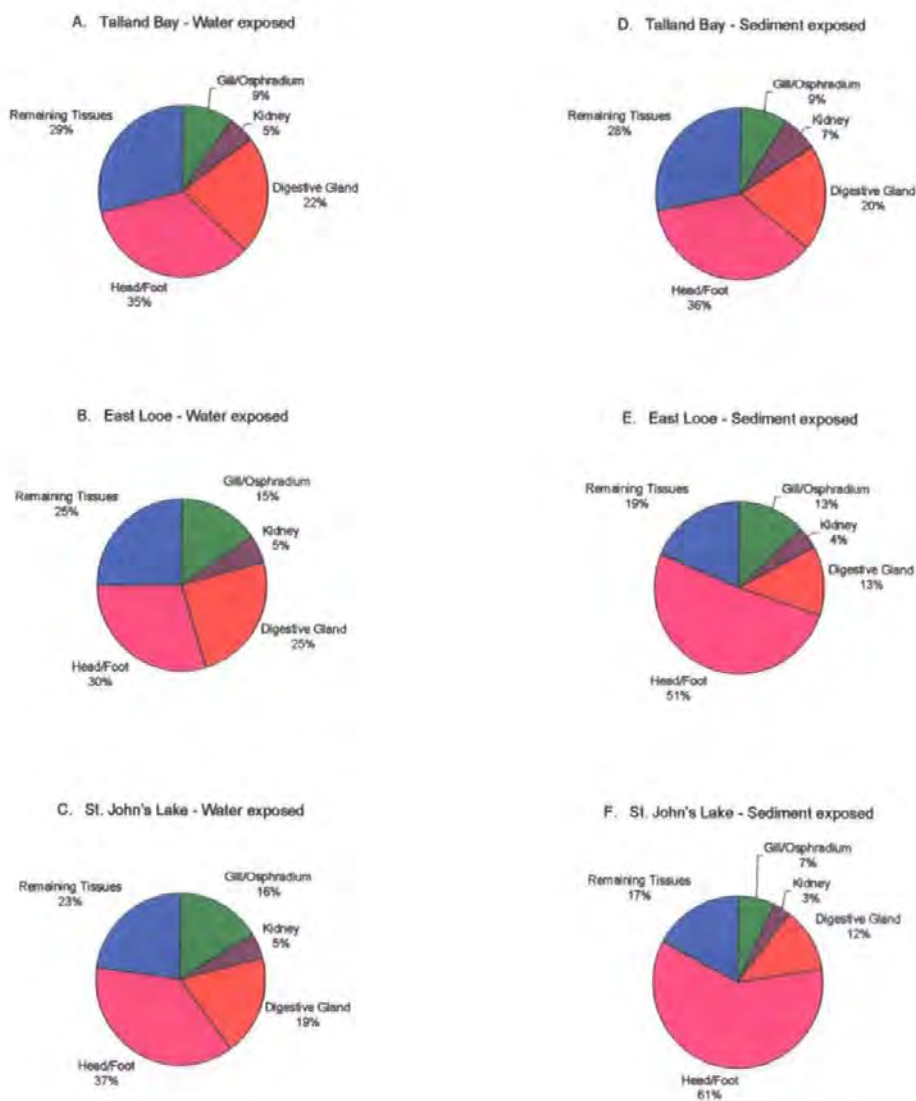 A. Talland Bay - Water exposed
Gill/Osphradium
9%
Kidney
5%
Digestive Gland
22%
Head/Foot
35%
Remaining Tissues
29%
D. Talland Bay - Sediment exposed
Gill/Osphradium
9%
Kidney
7%
Digestive Gland
20%
Head/Foot
36%
Remaining Tissues
28%
B. East Looe - Water exposed
Gill/Osphradium
15%
Kidney
5%
Digestive Gland
25%
Head/Foot
30%
Remaining Tissues
25%
E. East Looe - Sediment exposed
Gill/Osphradium
13%
Kidney
4%
Digestive Gland
13%
Head/Foot
51%
Remaining Tissues
19%
C. St. John's Lake - Water exposed
Gill/Osphradium
16%
Kidney
5%
Digestive Gland
19%
Head/Foot
37%
Remaining Tissues
23%
F. St. John's Lake - Sediment exposed
Gill/Osphradium
7%
Kidney
3%
Digestive Gland
12%
Head/Foot
61%
Remaining Tissues
17%